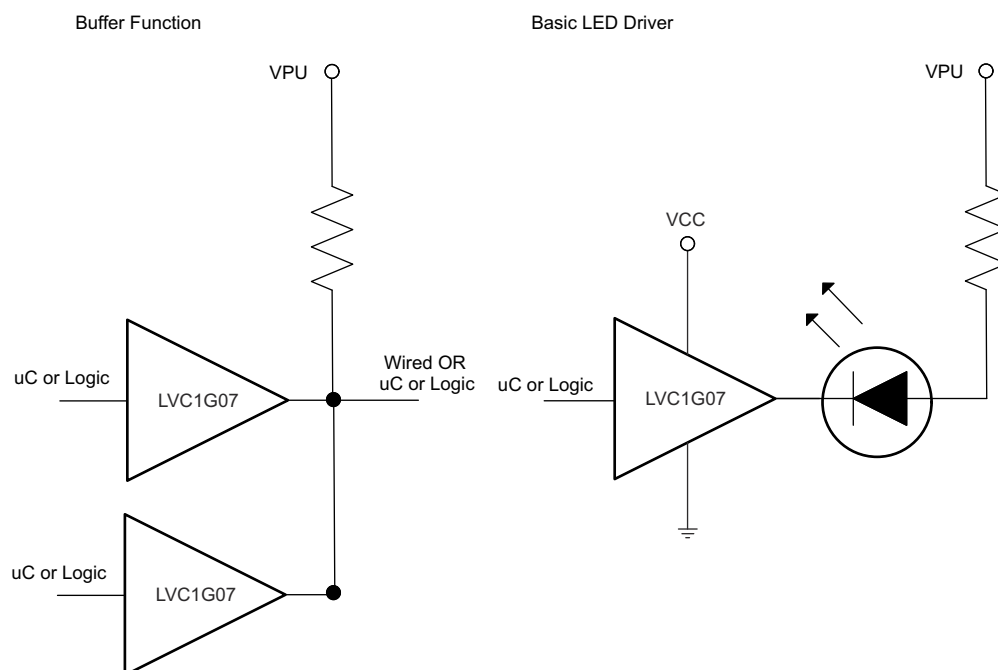 Buffer Function
Basic LED Driver
VPU
VPU
VCC
Wired OR
uC or Logic
uC or Logic
LVC1G07
uC or Logic
LVC1G07
uC or Logic
LVC1G07